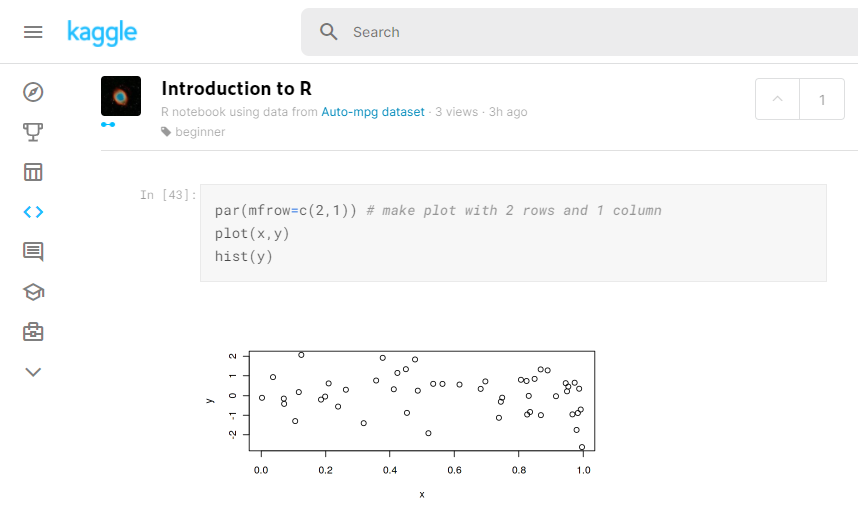 kaggle
Search
Introduction to R
R notebook using data from Auto-mpg dataset · 3 views · 3h ago
beginner
1
In [43]:
par(mfrow=c(2,1)) # make plot with 2 rows and 1 column
plot(x,y)
hist(y)
y
2
1
0
-1
-2
0.0 0.2 0.4 0.6 0.8 1.0
x